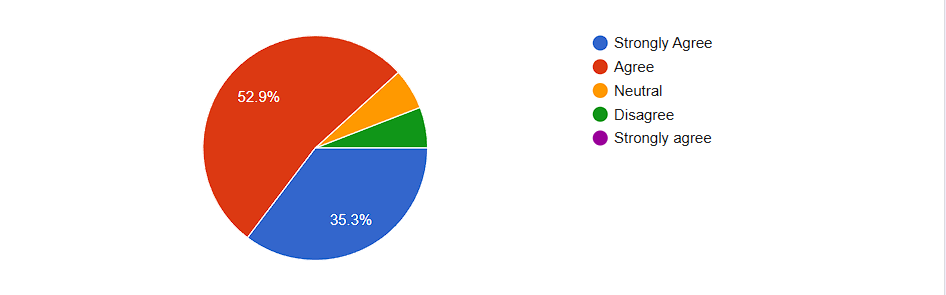 52.9%
35.3%
Strongly Agree
Agree
Neutral
Disagree
Strongly agree